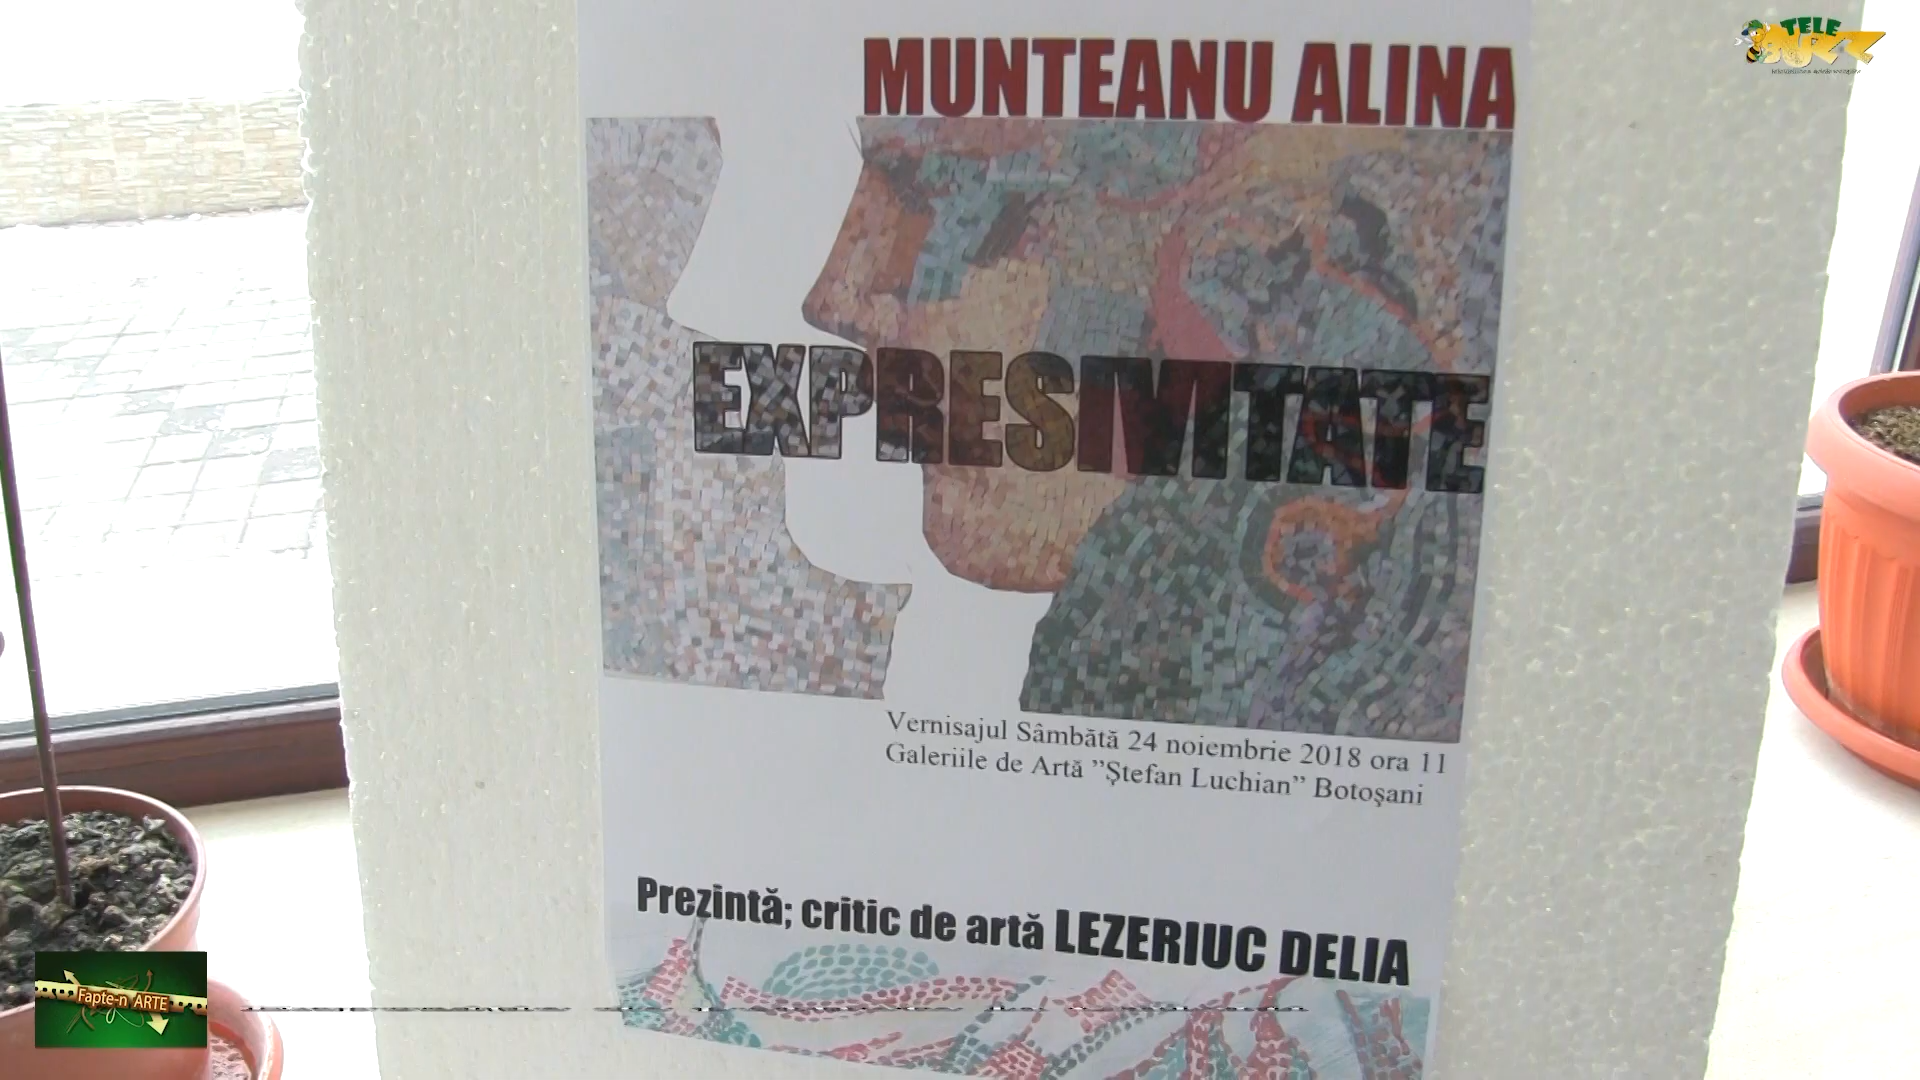 TELE
MUNTEANU ALINA
EXPRESIVITATE
Vernisajul Sâmbătă 24 noiembrie 2018 ora 11
Galeriile de Artă ”Ştefan Luchian” Botoşani
Prezintă; critic de artă LEZERIUC DELIA
Fapte-n ARTE